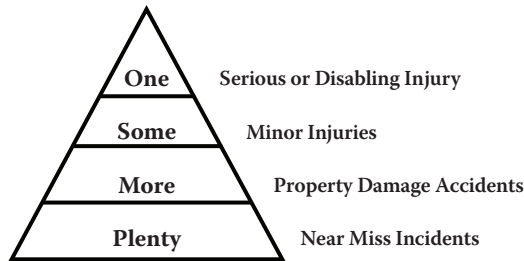 One Serious or Disabling Injury
Some Minor Injuries
More Property Damage Accidents
Plenty Near Miss Incidents